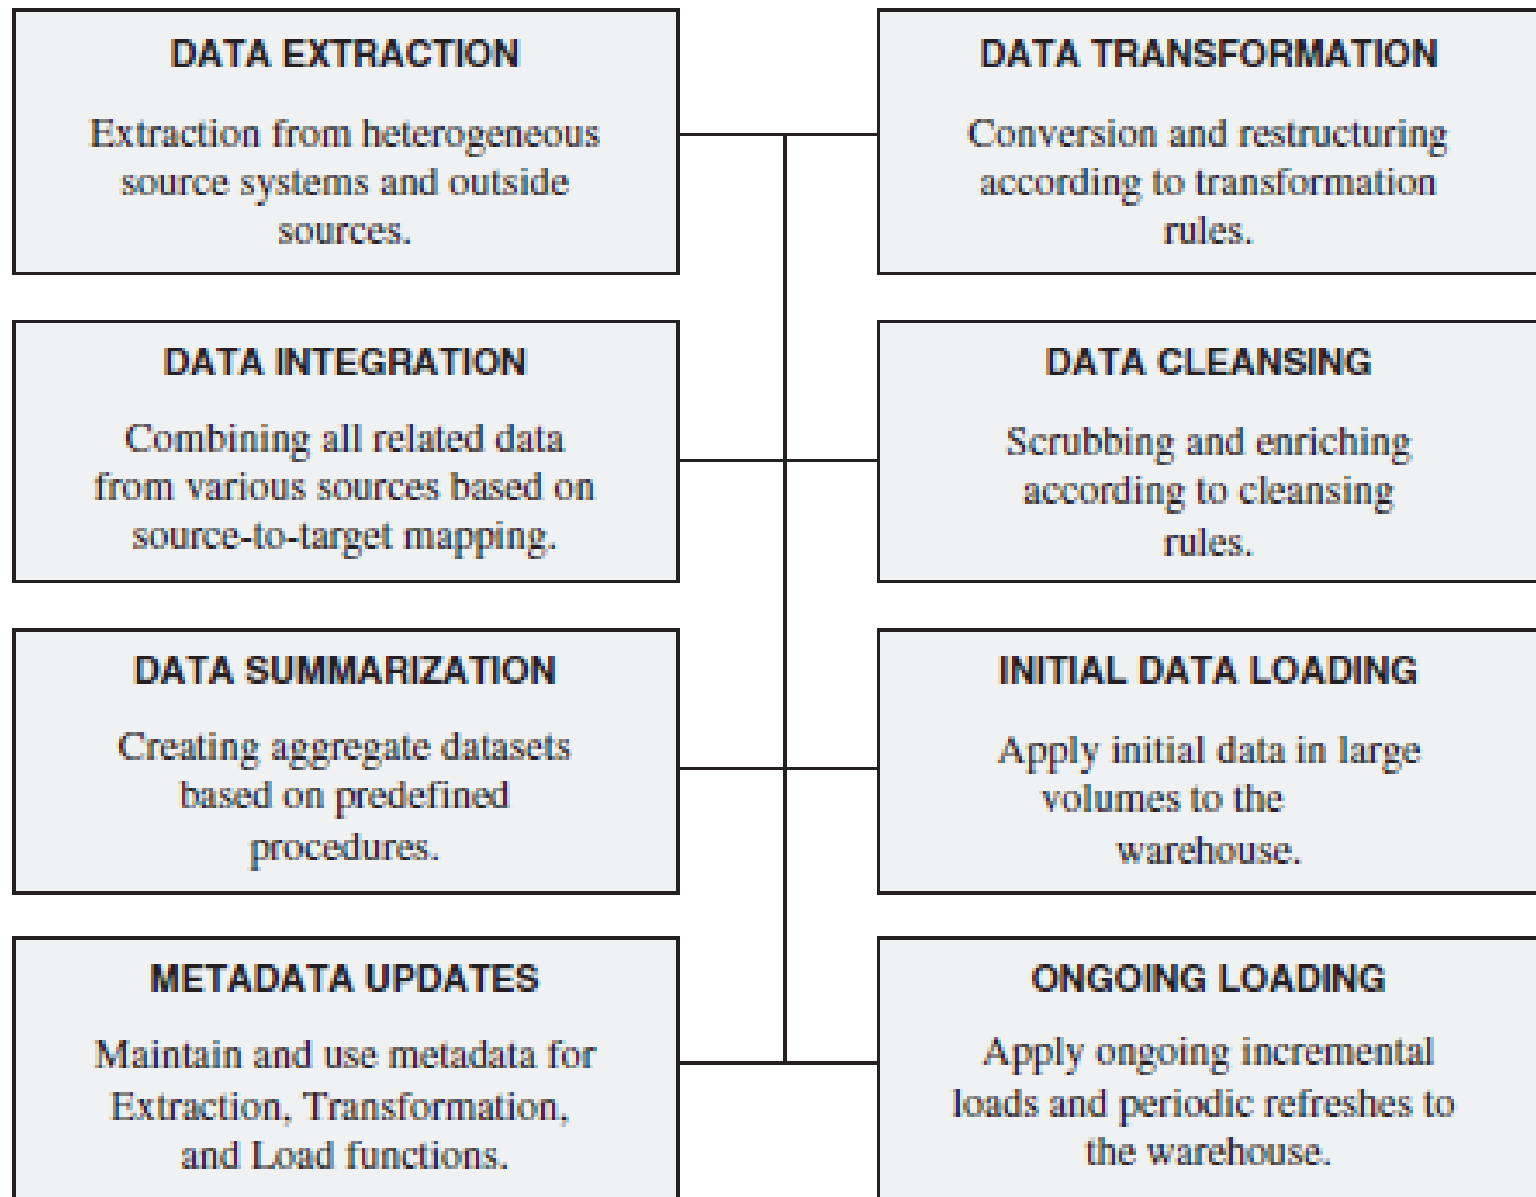 DATA EXTRACTION
Extraction from heterogeneous
source systems and outside
sources.
DATA TRANSFORMATION
Conversion and restructuring
according to transformation
rules.
DATA INTEGRATION
Combining all related data
from various sources based on
source-to-target mapping.
DATA CLEANSING
Scrubbing and enriching
according to cleansing
rules.
DATA SUMMARIZATION
Creating aggregate datasets
based on predefined
procedures.
INITIAL DATA LOADING
Apply initial data in large
volumes to the
warehouse.
METADATA UPDATES
Maintain and use metadata for
Extraction, Transformation,
and Load functions.
ONGOING LOADING
Apply ongoing incremental
loads and periodic refreshes to
the warehouse.